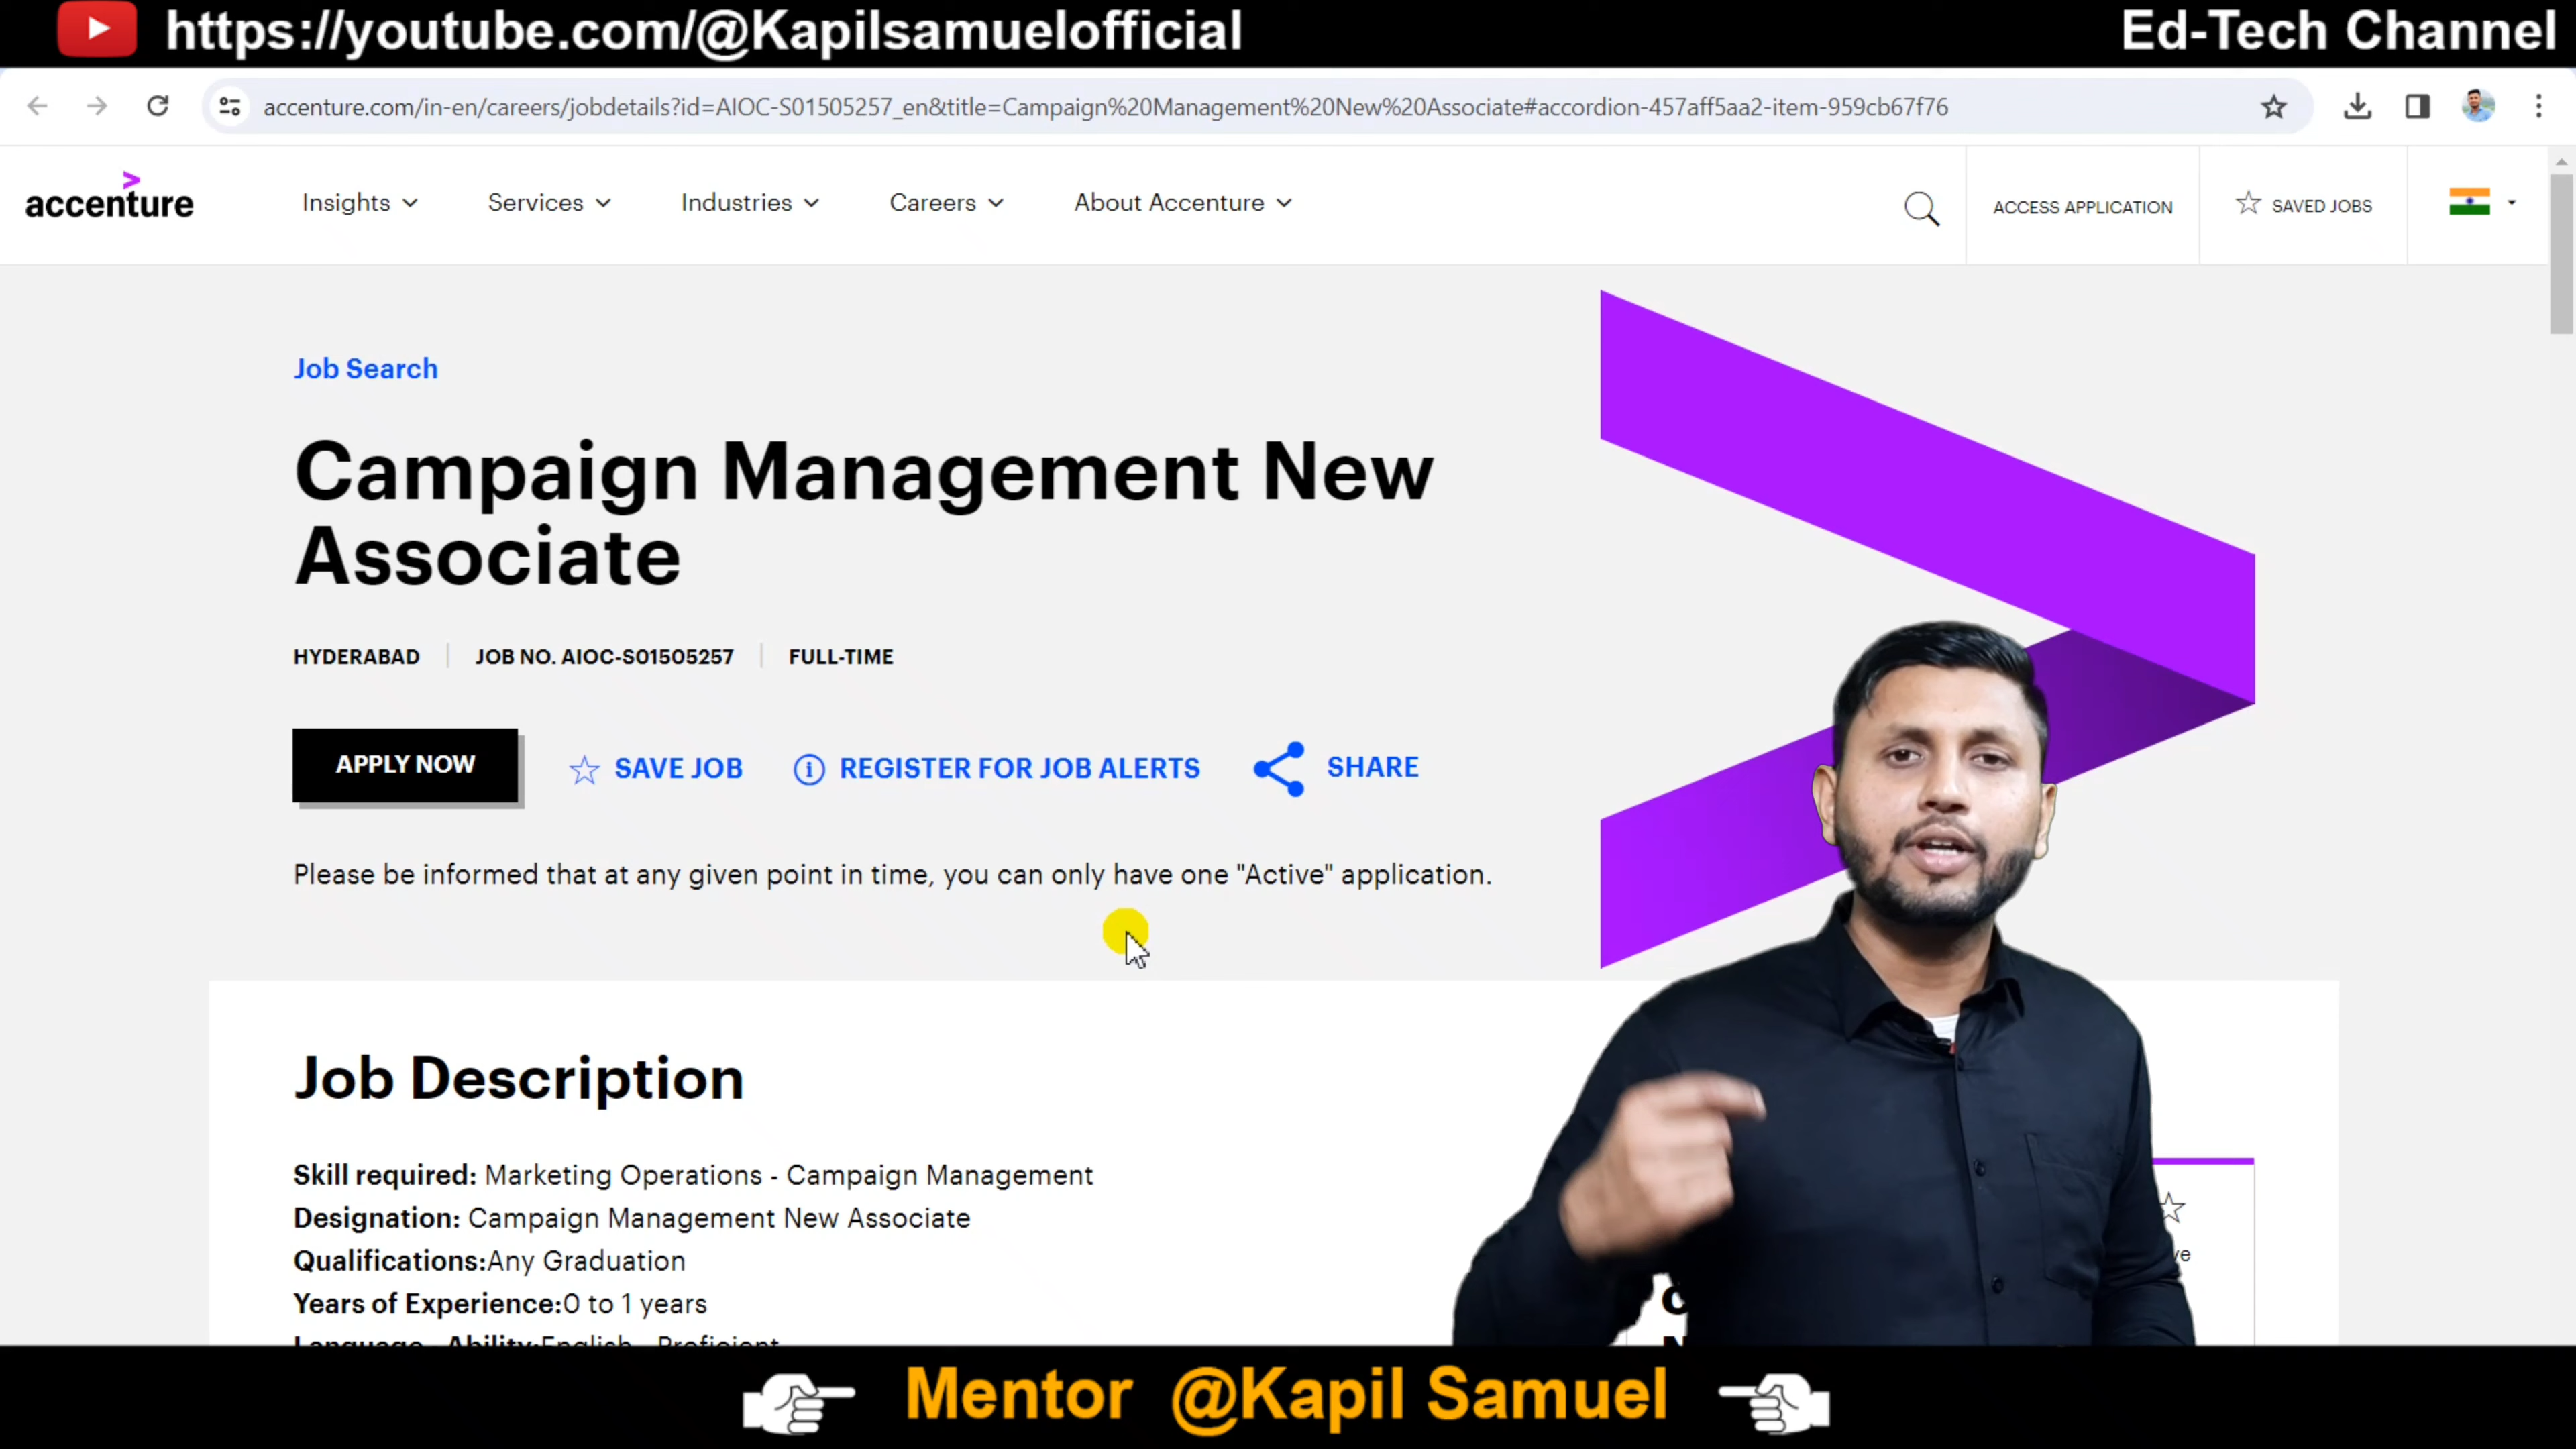 https://youtube.com/@Kapilsamuelofficial
Ed-Tech Channel
accenture.com/in-en/careers/jobdetails?id=AIOC-S01505257_en&title=Campaign%20Management%20New%20Associate#accordion-457aff5aa2-item-959cb67f76
accenture
Insights
Services
Industries
Careers
About Accenture
ACCESS APPLICATION
SAVED JOBS
Job Search
Campaign Management New
Associate
HYDERABAD
JOB NO. AIOC-S01505257
FULL-TIME
APPLY NOW
SAVE JOB
REGISTER FOR JOB ALERTS
SHARE
Please be informed that at any given point in time, you can only have one "Active" application.
Job Description
Skill required: Marketing Operations - Campaign Management
Designation: Campaign Management New Associate
Qualifications:Any Graduation
Years of Experience:0 to 1 years
Language - Ability:English - Proficient
Mentor @Kapil Samuel